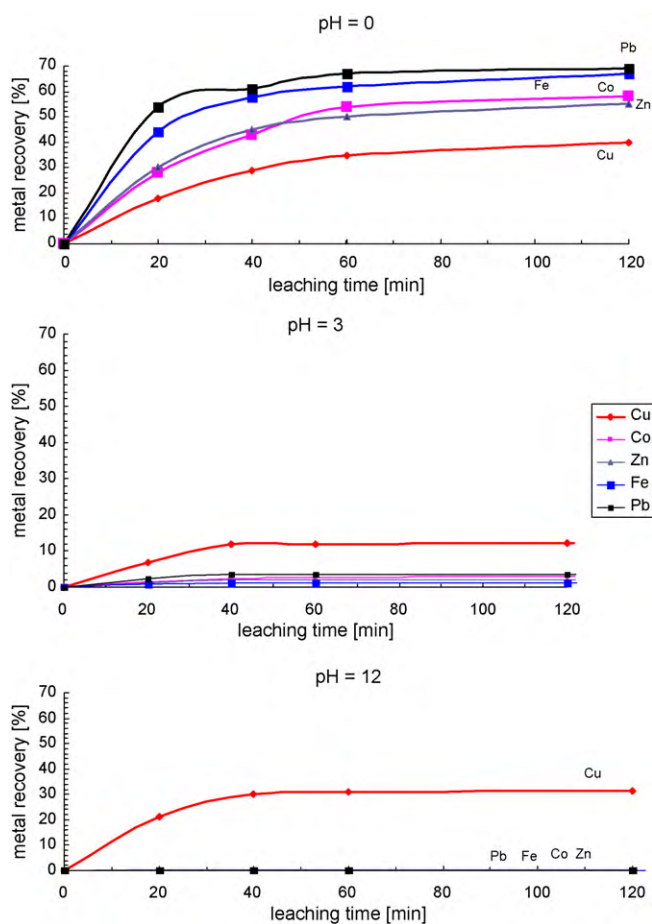 pH = 0
metal recovery [%]
70
60
50
40
30
20
10
0
Pb
Fe
Co
Zn
Cu
0 20 40 60 80 100 120
leaching time [min]
pH = 3
metal recovery [%]
70
60
50
40
30
20
10
0
0 20 40 60 80 100 120
leaching time [min]
Cu
Co
Zn
Fe
Pb
pH = 12
metal recovery [%]
70
60
50
40
30
20
10
0
Cu
Pb Fe Co Zn
0 20 40 60 80 100 120
leaching time [min]